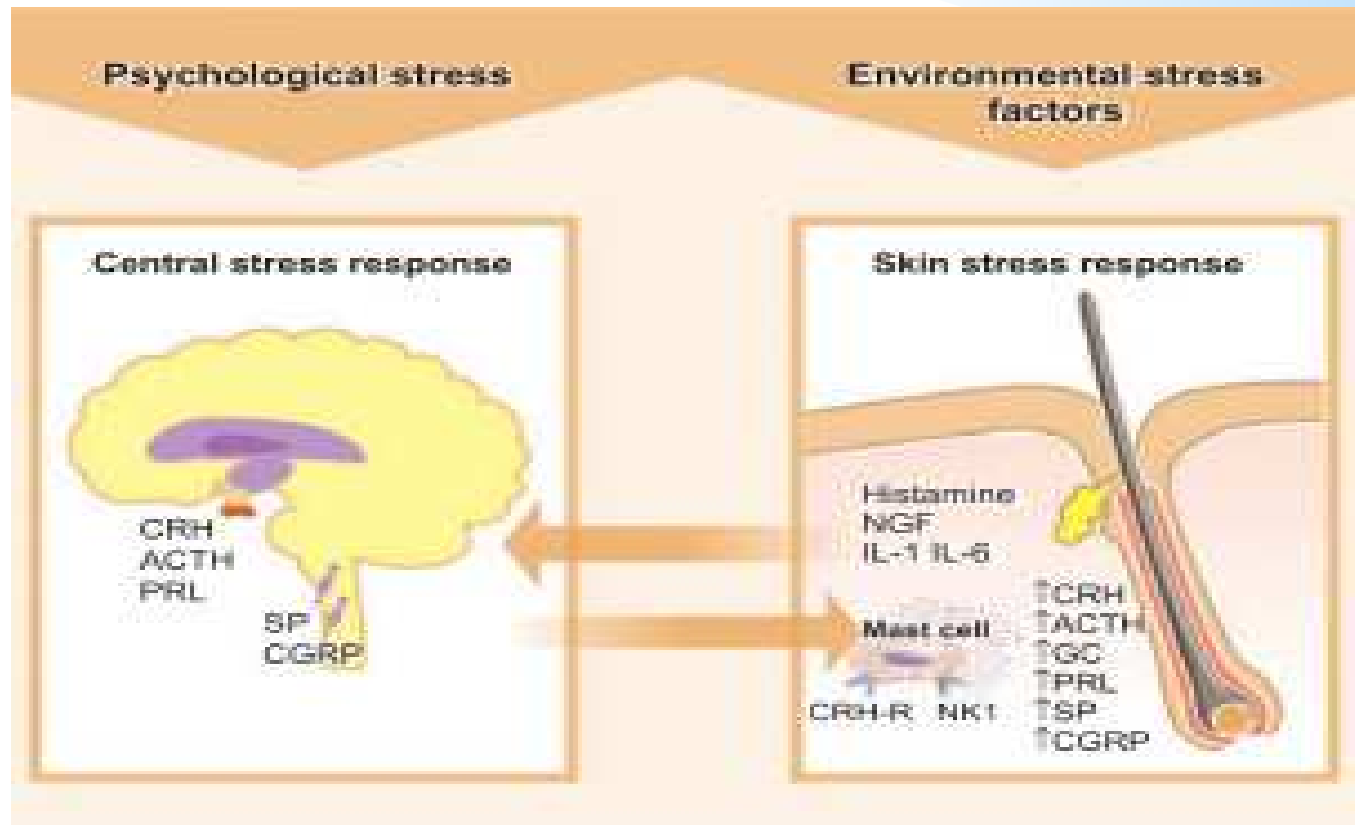 Psychological stress
Environmental stress
factors
Central stress response
CRH
ACTH
PRL
SP
CGRP
Skin stress response
Histamine
NGF
IL-1 IL-6
Mast cell
CRH-R NK1
↑CRH
↑ACTH
↑GC
↑PRL
↑SP
↑CGRP